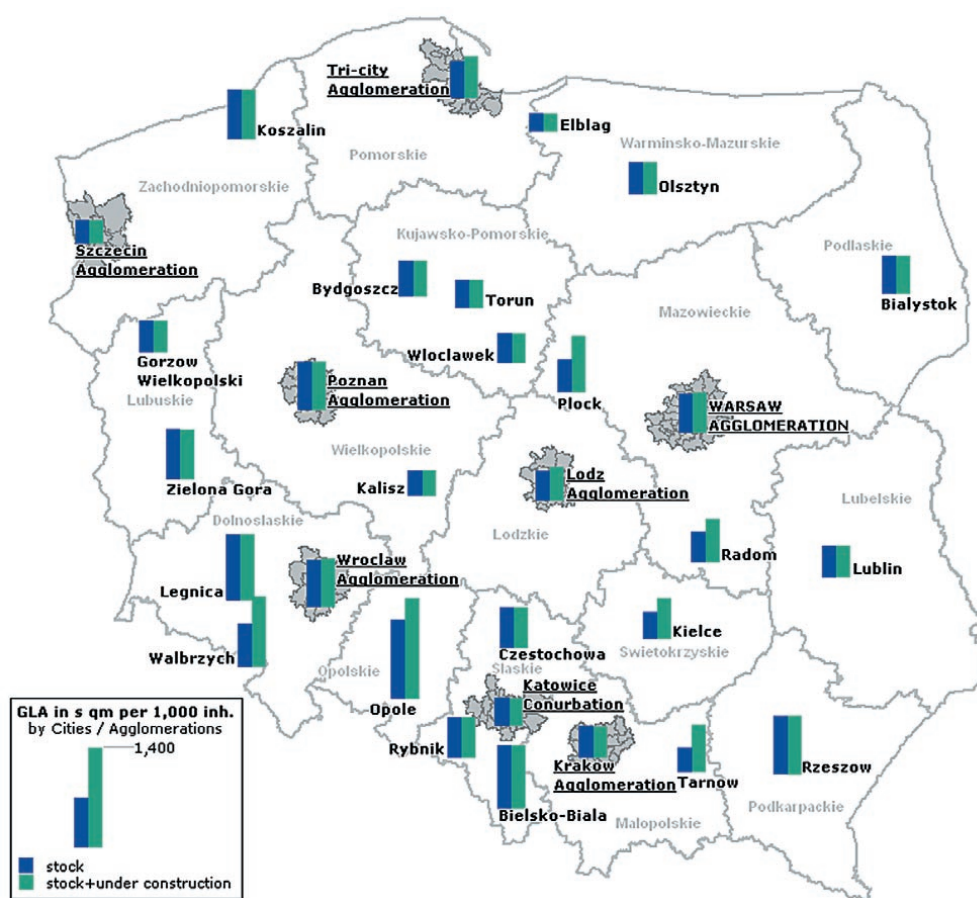 Tri-city
Agglomeration
Koszalin
Elblag
Warminsko-Mazurskie
Pomorskie
Olsztyn
Zachodniopomorskie
Szczecin
Agglomeration
Kujawsko-Pomorskie
Podlaskie
Bydgoszcz
Torun
Bialystok
Mazowieckie
Wloclawek
Gorzow
Wielkopolski
Plock
Poznan
Agglomeration
WARSAW
AGGLOMERATION
Lubuskie
Wielkopolskie
Zielona Gora
Kalisz
Lodz
Agglomeration
Lubelskie
Dolnoslaskie
Lodzkie
Radom
Lublin
Wroclaw
Agglomeration
Legnica
Walbrzych
Kielce
Czestochowa
Swietokrzyskie
Opolskie
Slaskie
Katowice
Conurbation
Opole
Rybnik
Krakow
Agglomeration
Tarnow
Rzeszow
Bielsko-Biala
Malopolskie
Podkarpackie
GLA in s qm per 1,000 inh.
by Cities / Agglomerations
1,400
stock
stock+under construction